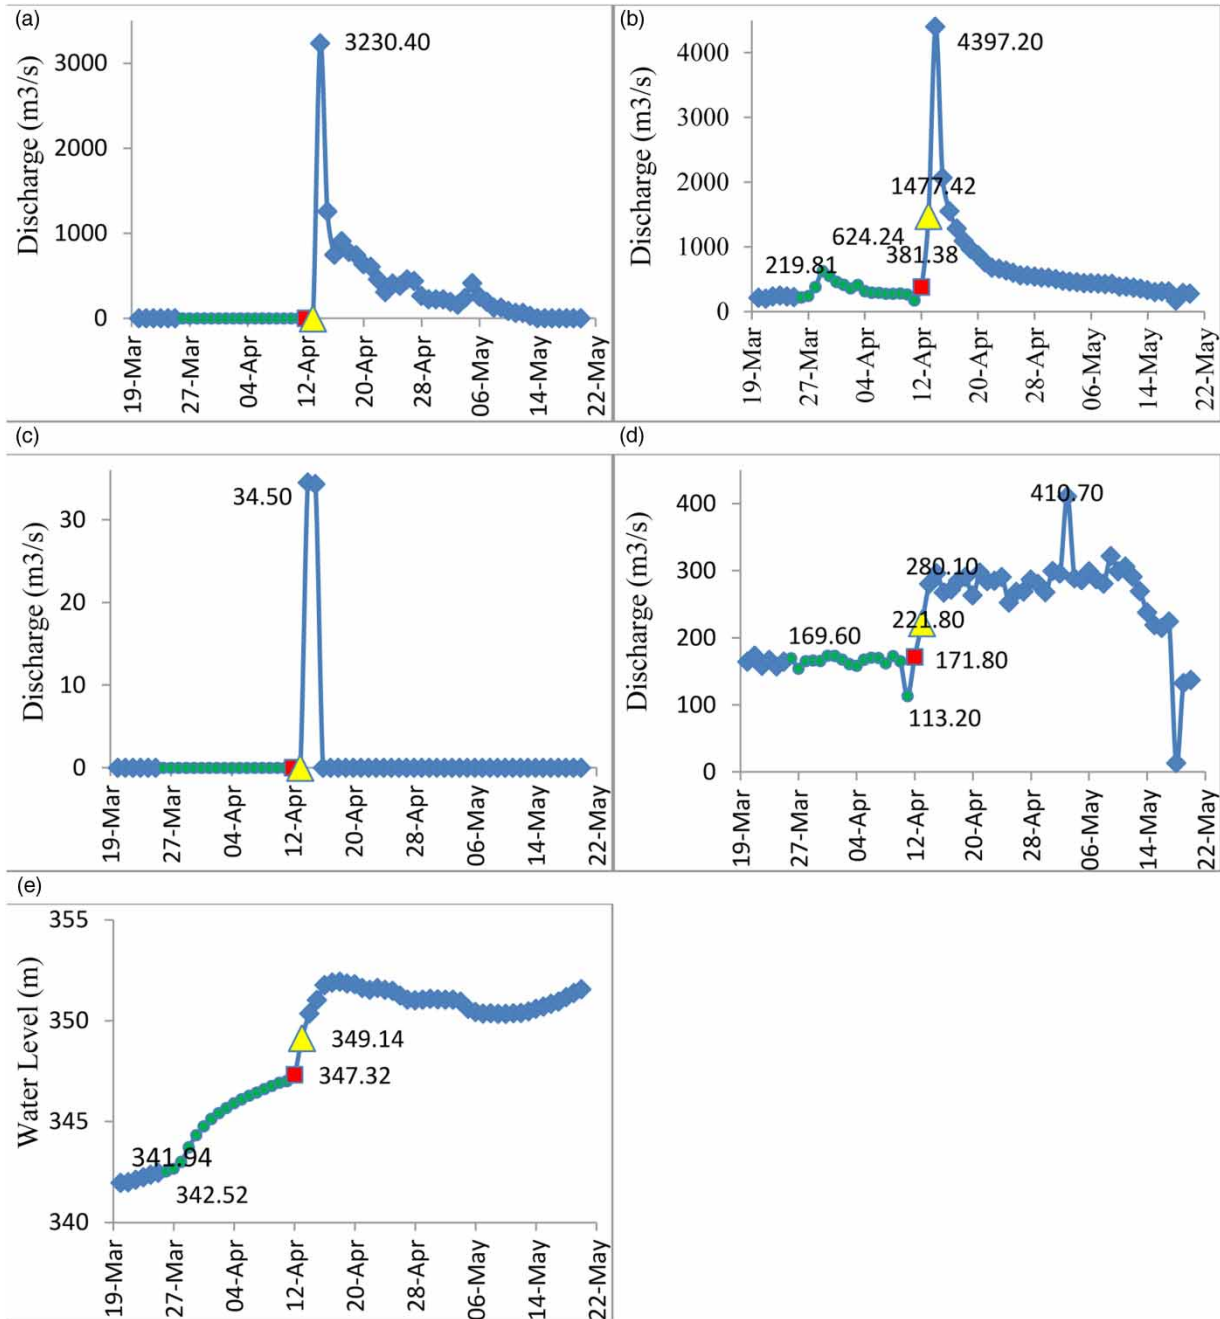 (a)
3230.40
3000
2000
1000
0
Discharge (m3/s)
19-Mar
27-Mar
04-Apr
12-Apr
20-Apr
28-Apr
06-May
14-May
22-May
(b)
4397.20
4000
3000
2000
1000
0
1477.42
624.24
381.38
219.81
Discharge (m3/s)
19-Mar
27-Mar
04-Apr
12-Apr
20-Apr
28-Apr
06-May
14-May
22-May
(c)
34.50
30
20
10
0
Discharge (m3/s)
19-Mar
27-Mar
04-Apr
12-Apr
20-Apr
28-Apr
06-May
14-May
22-May
(d)
410.70
400
300
200
100
0
280.10
221.80
169.60
171.80
113.20
Discharge (m3/s)
19-Mar
27-Mar
04-Apr
12-Apr
20-Apr
28-Apr
06-May
14-May
22-May
(e)
355
350
345
340
349.14
347.32
341.94
342.52
Water Level (m)
19-Mar
27-Mar
04-Apr
12-Apr
20-Apr
28-Apr
06-May
14-May
22-May